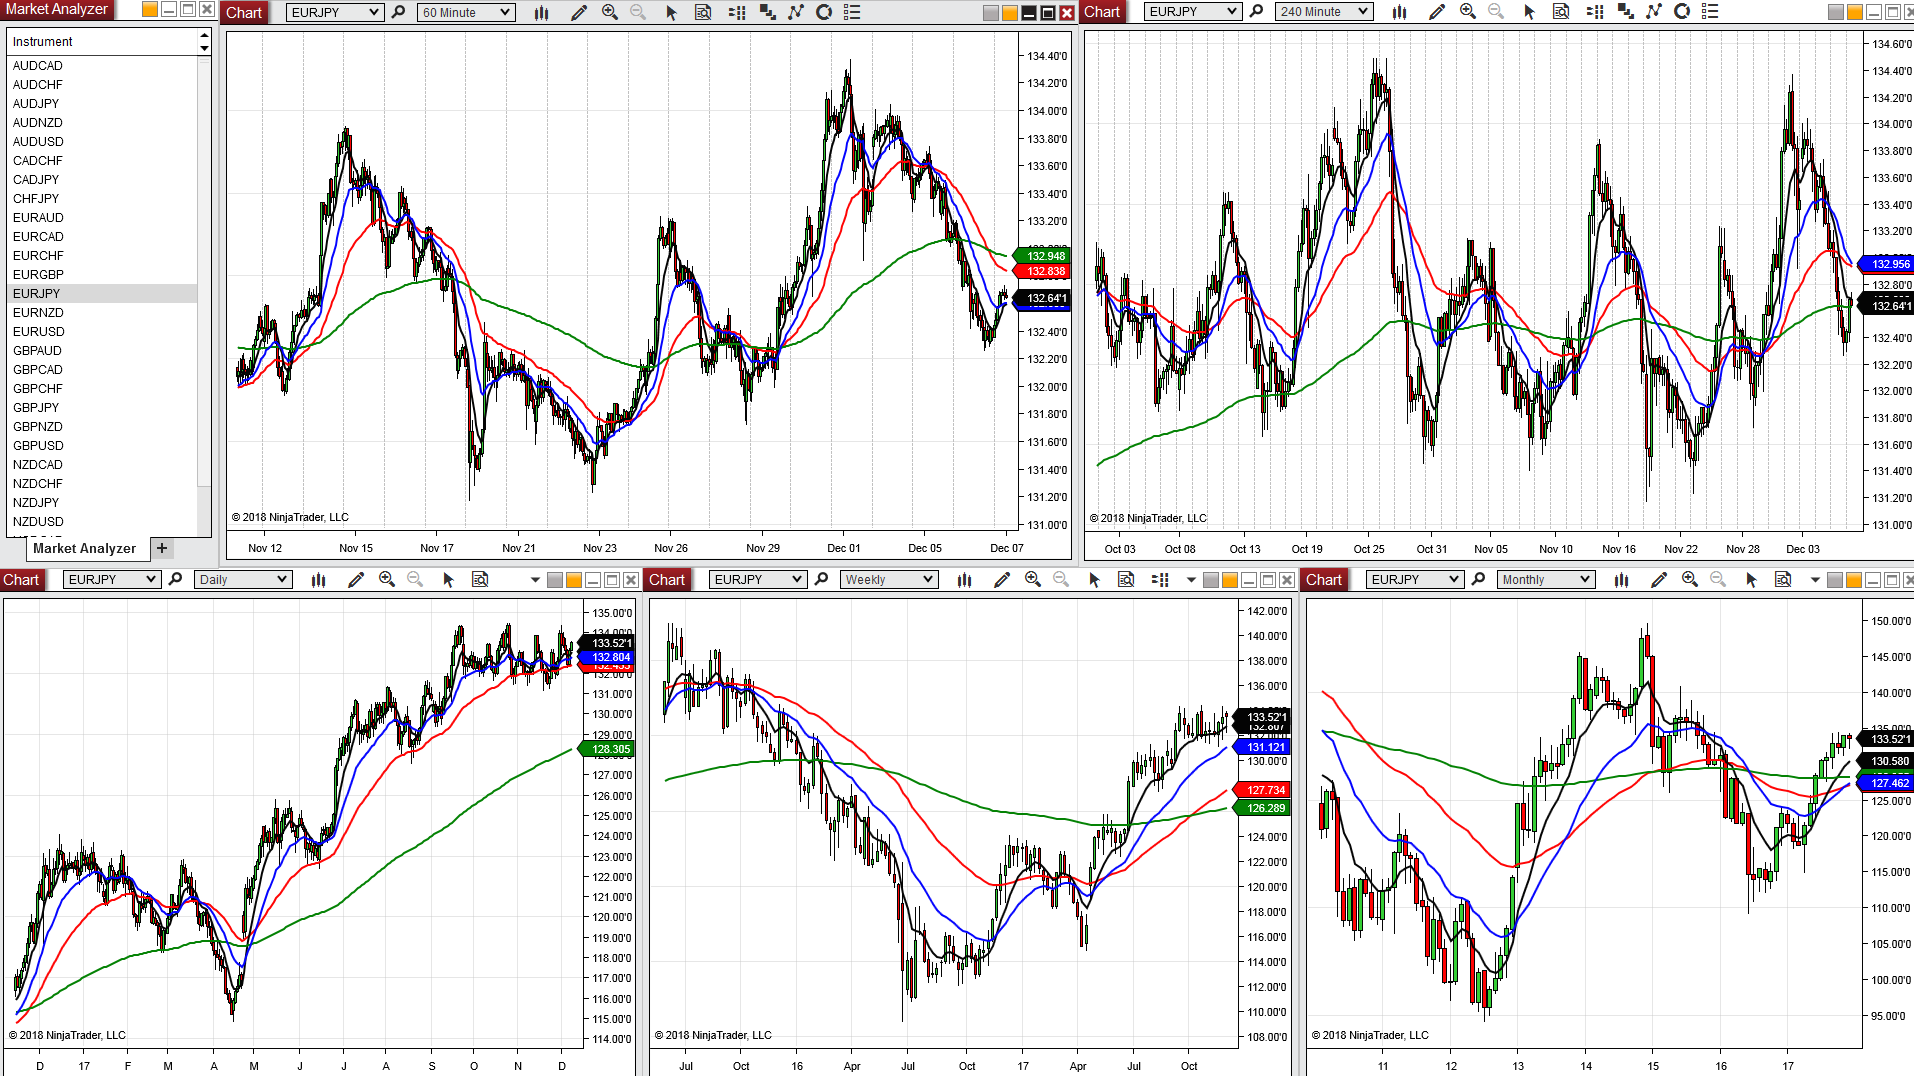 Market Analyzer
Instrument
AUDCAD
AUDCHF
AUDJPY
AUDNZD
AUDUSD
CADCHF
CADJPY
CHFJPY
EURAUD
EURCAD
EURCHF
EURGBP
EURJPY
EURNZD
EURUSD
GBPAUD
GBPCAD
GBPCHF
GBPJPY
GBPNZD
GBPUSD
NZDCAD
NZDCHF
NZDJPY
NZDUSD
Market Analyzer +
Chart EURJPY 60 Minute
134.40'0
134.20'0
134.00'0
133.80'0
133.60'0
133.40'0
133.20'0
132.948
132.838
132.64'1
132.40'0
132.20'0
132.00'0
131.80'0
131.60'0
131.40'0
131.20'0
131.00'0
© 2018 NinjaTrader, LLC
Nov 12 Nov 15 Nov 17 Nov 21 Nov 23 Nov 26 Nov 29 Dec 01 Dec 05 Dec 07
Chart EURJPY 240 Minute
134.60'0
134.40'0
134.20'0
134.00'0
133.80'0
133.60'0
133.40'0
133.20'0
132.956
132.80'0
132.64'1
132.40'0
132.20'0
132.00'0
131.80'0
131.60'0
131.40'0
131.20'0
131.00'0
© 2018 NinjaTrader, LLC
Oct 03 Oct 08 Oct 13 Oct 19 Oct 25 Oct 31 Nov 05 Nov 10 Nov 16 Nov 22 Nov 28 Dec 03
Chart EURJPY Daily
135.00'0
134.00'0
133.52'1
132.804
132.00'0
131.00'0
130.00'0
129.00'0
128.305
127.00'0
126.00'0
125.00'0
124.00'0
123.00'0
122.00'0
121.00'0
120.00'0
119.00'0
118.00'0
117.00'0
116.00'0
115.00'0
114.00'0
© 2018 NinjaTrader, LLC
D 17 F M A M J J A S O N D
Chart EURJPY Weekly
142.00'0
140.00'0
138.00'0
136.00'0
133.52'1
131.121
130.00'0
127.734
126.289
124.00'0
122.00'0
120.00'0
118.00'0
116.00'0
114.00'0
112.00'0
110.00'0
108.00'0
© 2018 NinjaTrader, LLC
Jul Oct 16 Apr Jul Oct 17 Apr Jul Oct
Chart EURJPY Monthly
150.00'0
145.00'0
140.00'0
133.52'1
130.580
127.462
125.00'0
120.00'0
115.00'0
110.00'0
105.00'0
100.00'0
95.00'0
© 2018 NinjaTrader, LLC
11 12 13 14 15 16 17